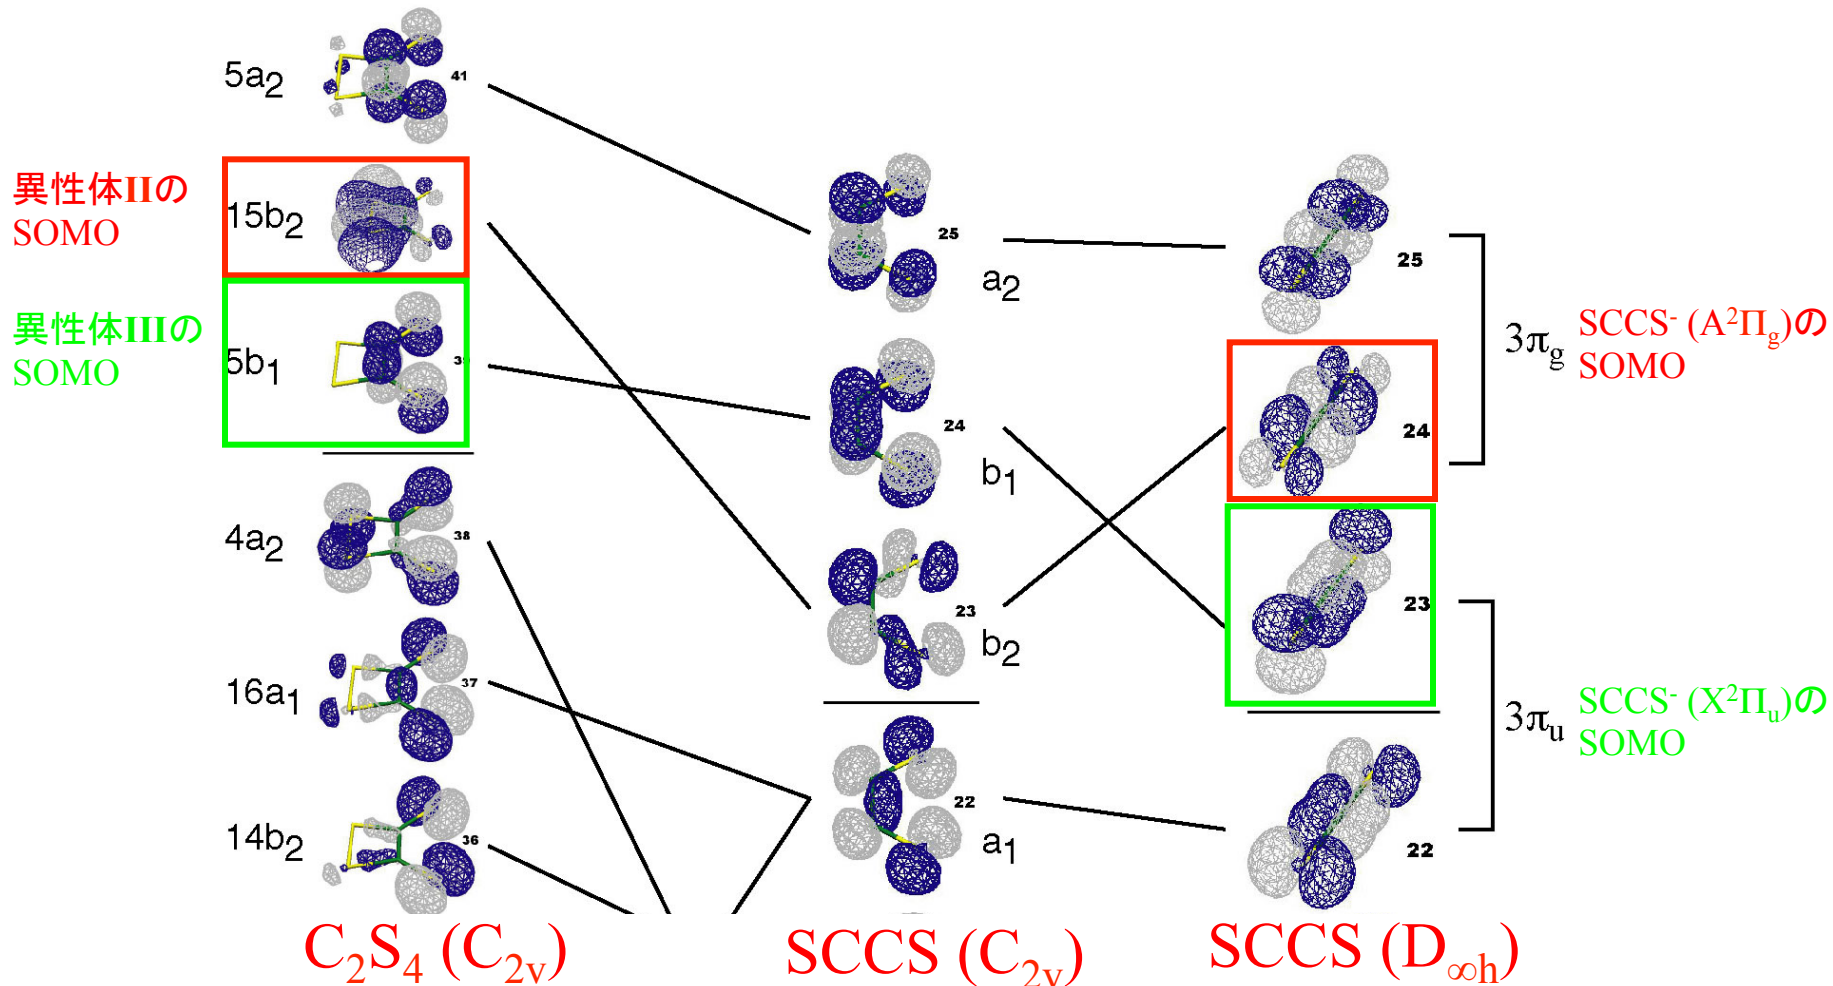 5a2
41
異性体IIの
SOMO
15b2
異性体IIIの
SOMO
5b1
39
4a2
38
16a1
37
14b2
36
C2S4 (C2v)
25
a2
24
b1
23
b2
22
a1
SCCS (C2v)
25
24
3πg
SCCS- (A2Πg)の
SOMO
23
22
3πu
SCCS- (X2Πu)の
SOMO
SCCS (D∞h)